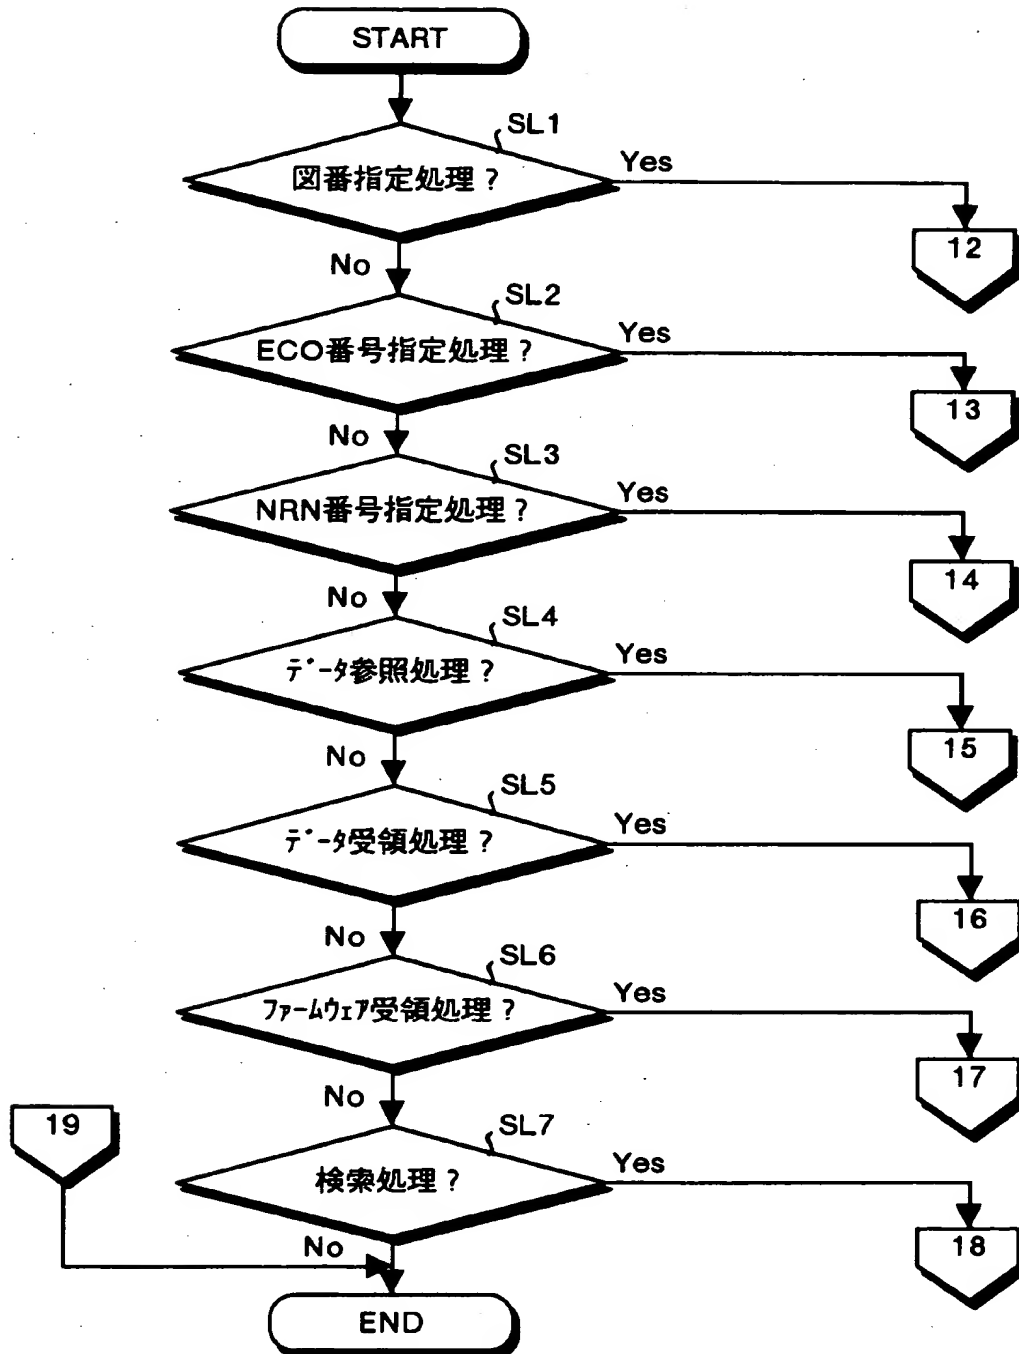 START
SL1
図番指定処理?
Yes
12
No
SL2
ECO番号指定処理?
Yes
13
No
SL3
NRN番号指定処理?
Yes
14
No
SL4
データ参照処理?
Yes
15
No
SL5
データ受領処理?
Yes
16
No
SL6
ファームウェア受領処理?
Yes
17
No
19
SL7
検索処理?
Yes
18
No
END